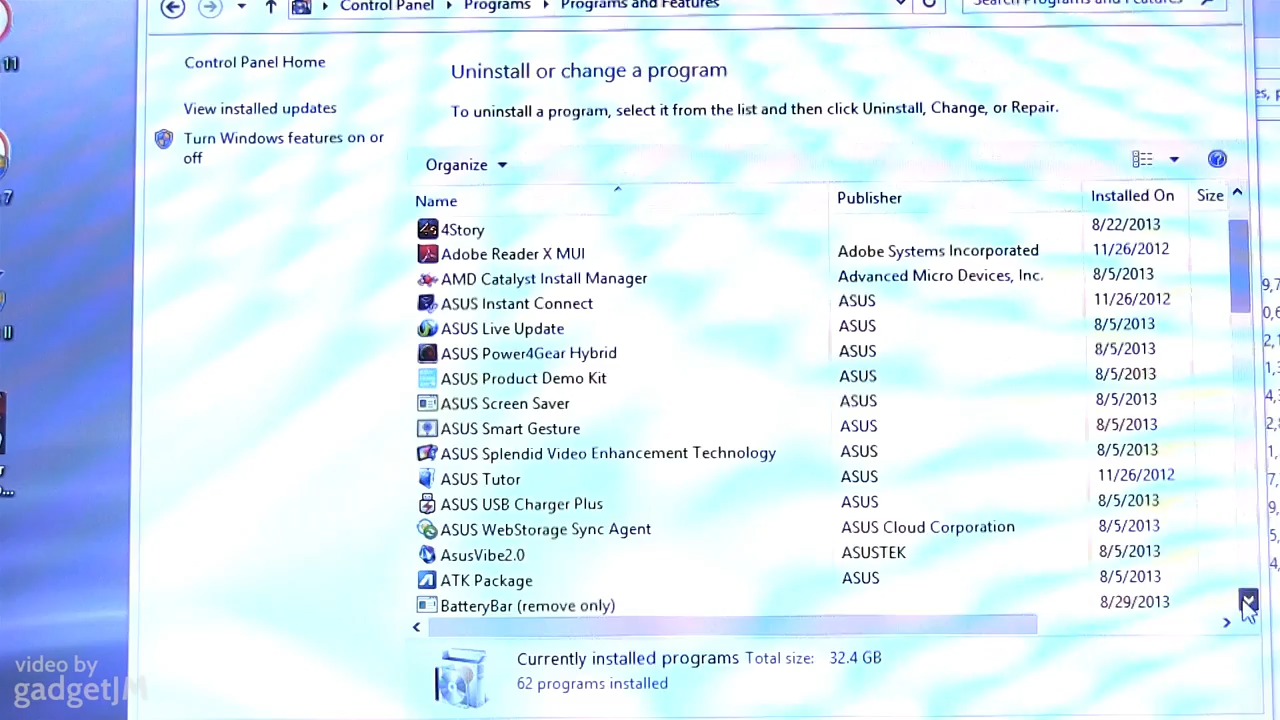 Control Panel Programs Programs and Features
Search Programs and Features
Control Panel Home
View installed updates
Turn Windows features on or
off
Uninstall or change a program
To uninstall a program, select it from the list and then click Uninstall, Change, or Repair.
Organize
Name Publisher Installed On Size
4Story 8/22/2013
Adobe Reader X MUI Adobe Systems Incorporated 11/26/2012
AMD Catalyst Install Manager Advanced Micro Devices, Inc. 8/5/2013
ASUS Instant Connect ASUS 11/26/2012
ASUS Live Update ASUS 8/5/2013
ASUS Power4Gear Hybrid ASUS 8/5/2013
ASUS Product Demo Kit ASUS 8/5/2013
ASUS Screen Saver ASUS 8/5/2013
ASUS Smart Gesture ASUS 8/5/2013
ASUS Splendid Video Enhancement Technology ASUS 8/5/2013
ASUS Tutor ASUS 11/26/2012
ASUS USB Charger Plus ASUS 8/5/2013
ASUS WebStorage Sync Agent ASUS Cloud Corporation 8/5/2013
AsusVibe2.0 ASUSTEK 8/5/2013
ATK Package ASUS 8/5/2013
BatteryBar (remove only) 8/29/2013
Currently installed programs Total size: 32.4 GB
62 programs installed
11
7
II
video by
gadgetJM